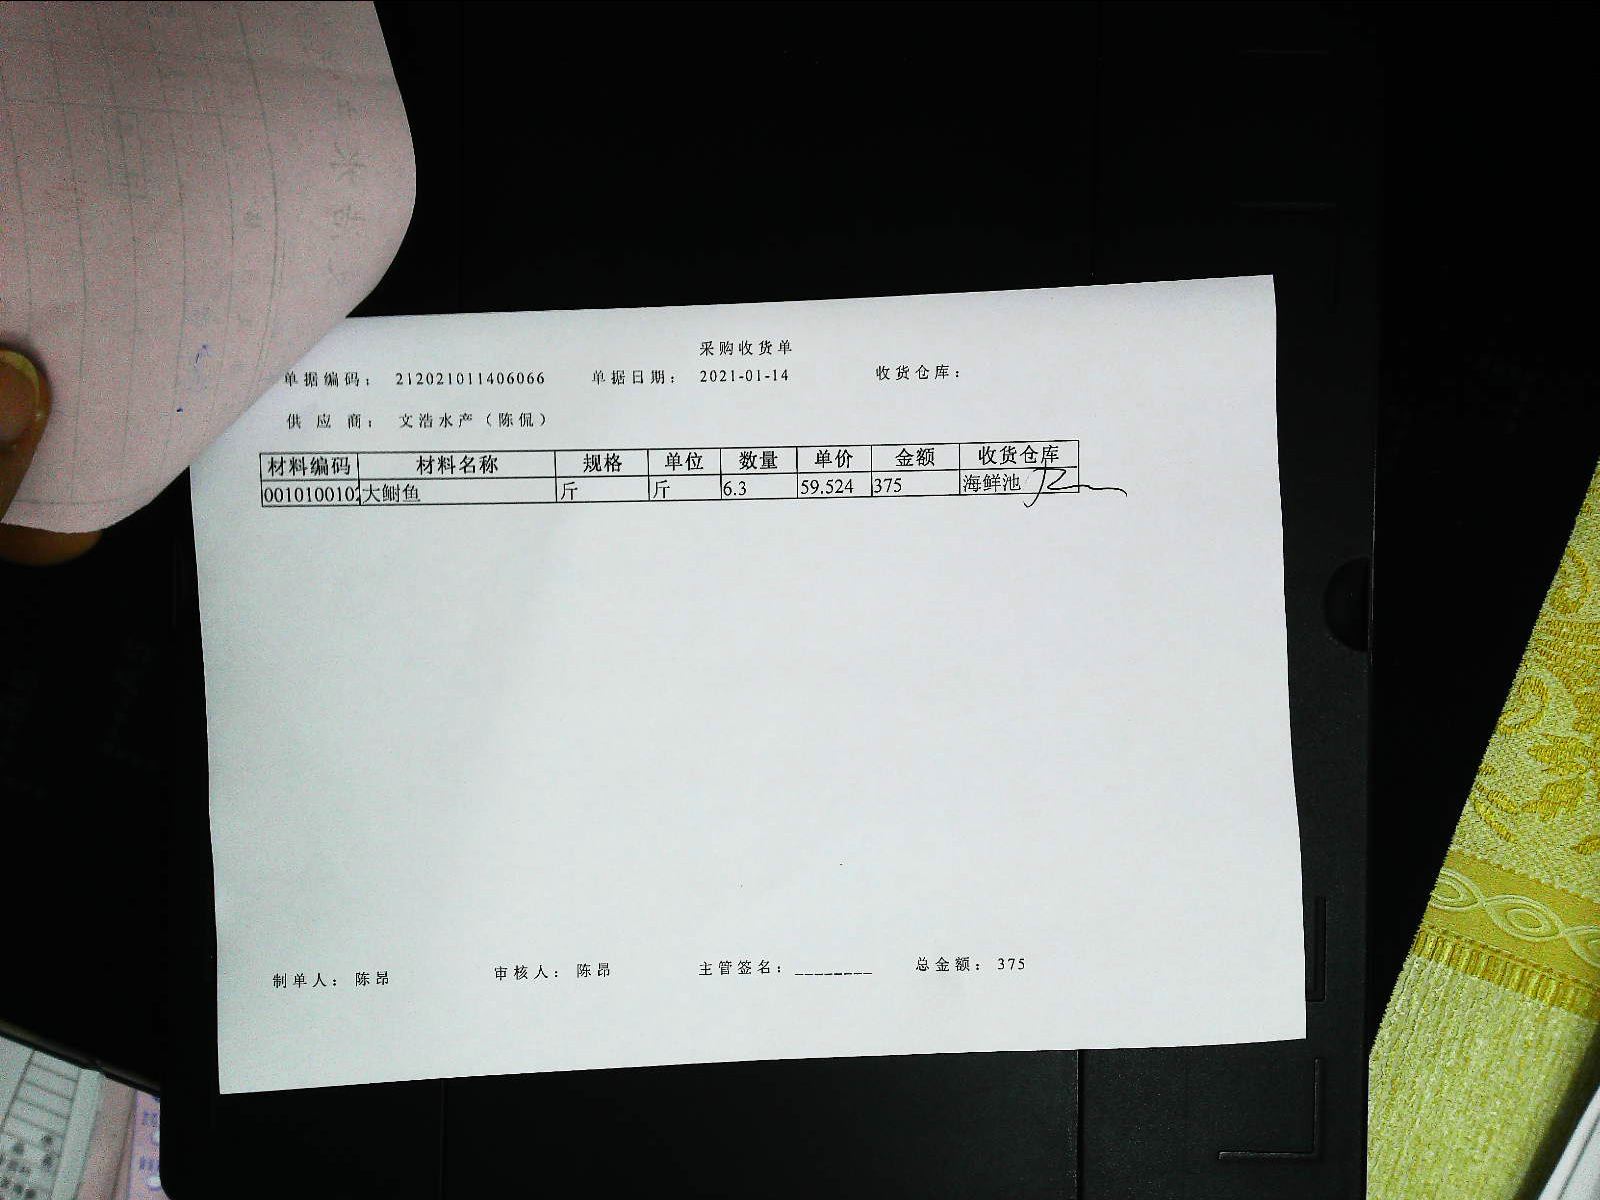 采购收货单
单据编码： 212021011406066 单据日期： 2021-01-14 收货仓库：
供 应 商： 文浩水产（陈侃）
材料编码 材料名称 规格 单位 数量 单价 金额 收货仓库
001010010 大鲥鱼 斤 斤 6.3 59.524 375 海鲜池
制单人： 陈昂 审核人： 陈昂 主管签名：________ 总金额： 375